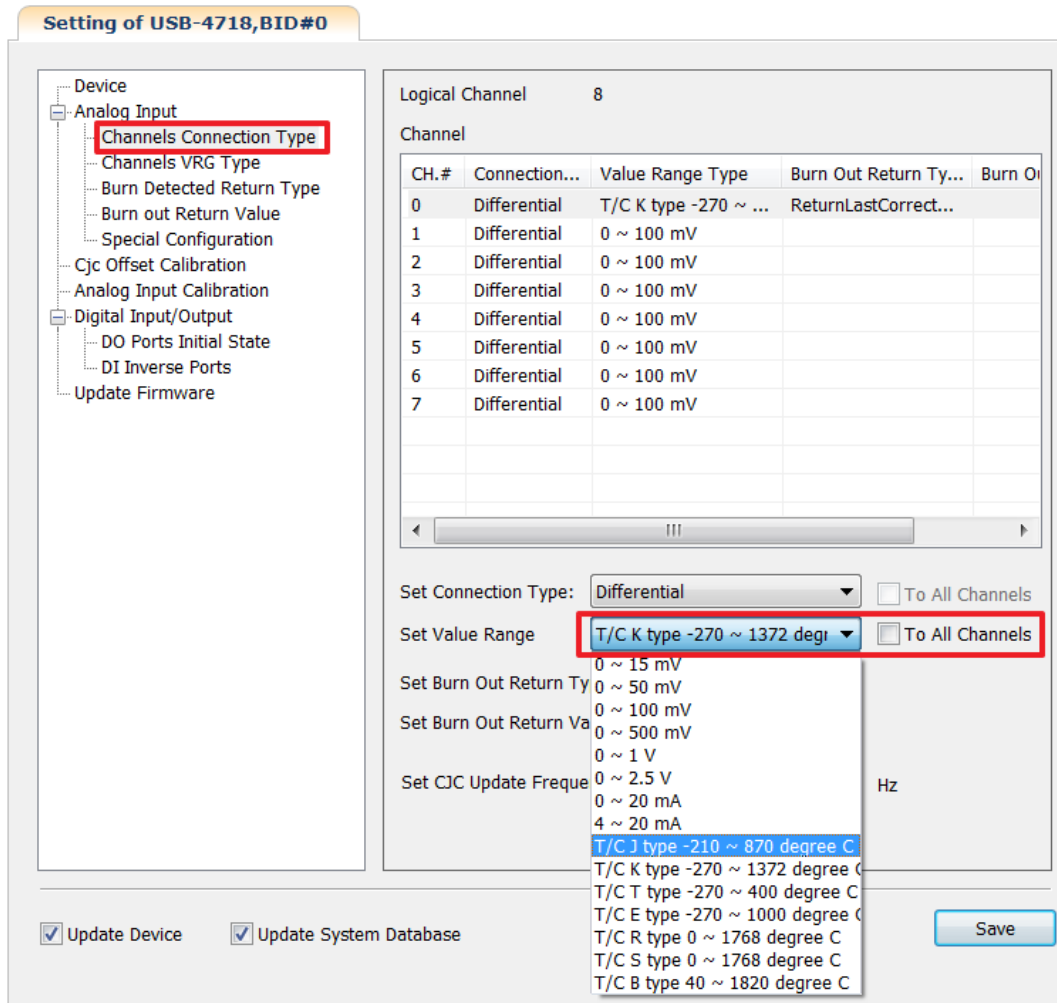 Setting of USB-4718,BID#0
Device
Analog Input
Channels Connection Type
Channels VRG Type
Burn Detected Return Type
Burn out Return Value
Special Configuration
Cjc Offset Calibration
Analog Input Calibration
Digital Input/Output
DO Ports Initial State
DI Inverse Ports
Update Firmware
Logical Channel 8
Channel
CH.# Connection... Value Range Type Burn Out Return Ty... Burn Ou
0 Differential T/C K type -270 ~ ... ReturnLastCorrect...
1 Differential 0 ~ 100 mV
2 Differential 0 ~ 100 mV
3 Differential 0 ~ 100 mV
4 Differential 0 ~ 100 mV
5 Differential 0 ~ 100 mV
6 Differential 0 ~ 100 mV
7 Differential 0 ~ 100 mV
Set Connection Type: Differential To All Channels
Set Value Range T/C K type -270 ~ 1372 degr To All Channels
Set Burn Out Return Ty
Set Burn Out Return Va
Set CJC Update Freque Hz
0 ~ 15 mV
0 ~ 50 mV
0 ~ 100 mV
0 ~ 500 mV
0 ~ 1 V
0 ~ 2.5 V
0 ~ 20 mA
4 ~ 20 mA
T/C J type -210 ~ 870 degree C
T/C K type -270 ~ 1372 degree C
T/C T type -270 ~ 400 degree C
T/C E type -270 ~ 1000 degree C
T/C R type 0 ~ 1768 degree C
T/C S type 0 ~ 1768 degree C
T/C B type 40 ~ 1820 degree C
Update Device Update System Database Save